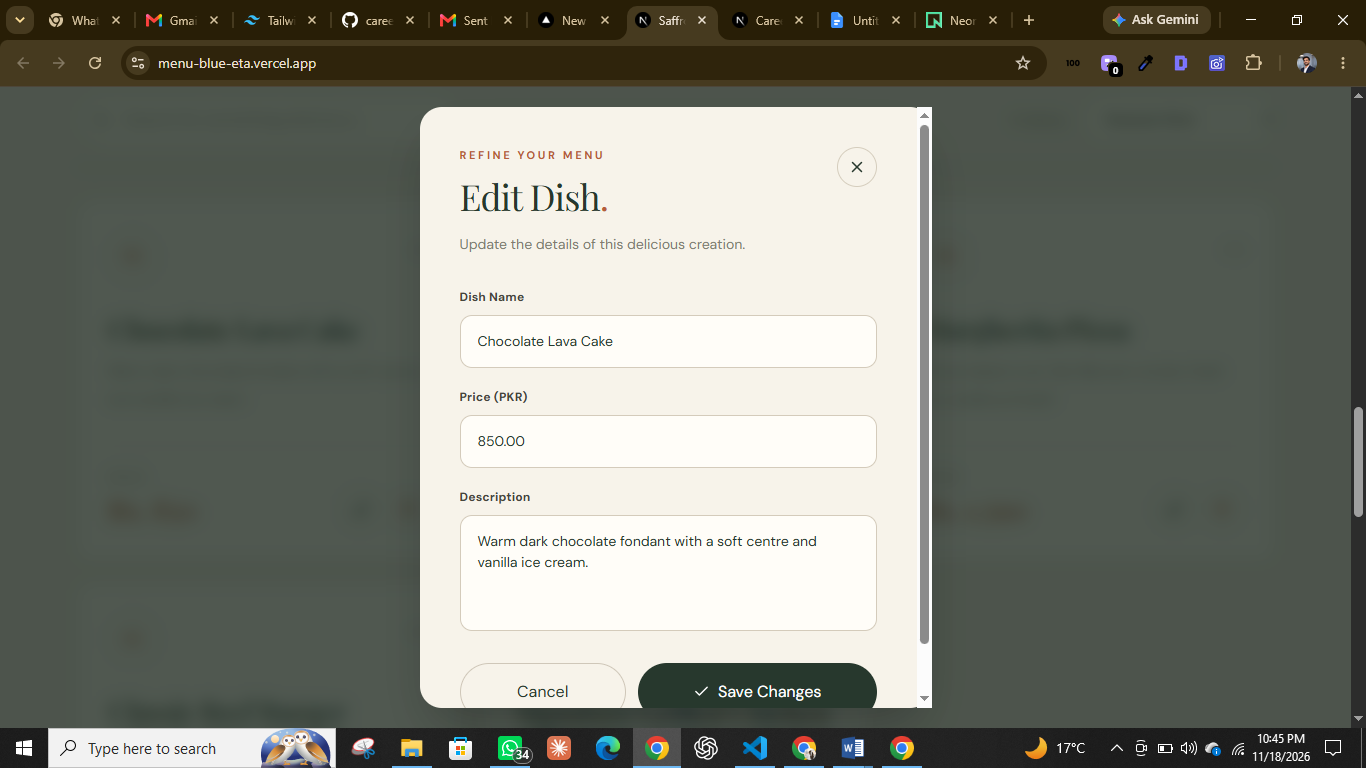 What
Gmai
Tailwi
caree
Sent
New
Saffr
Care
Untit
Neor
Ask Gemini
menu-blue-eta.vercel.app
100
0
REFINE YOUR MENU
Edit Dish.
Update the details of this delicious creation.
Dish Name
Chocolate Lava Cake
Price (PKR)
850.00
Description
Warm dark chocolate fondant with a soft centre and
vanilla ice cream.
Cancel
Save Changes
Type here to search
34
17°C
10:45 PM
11/18/2026